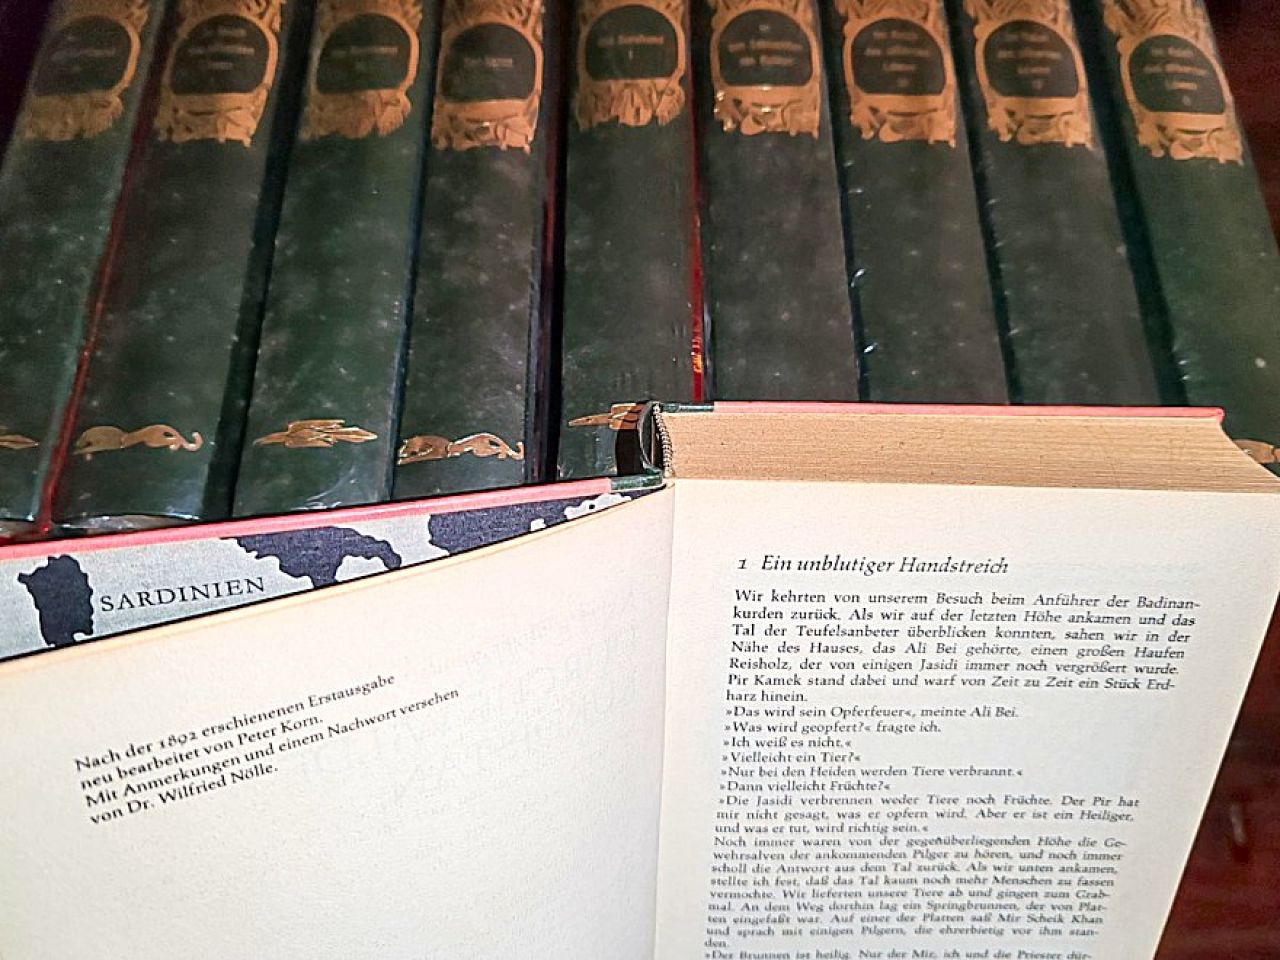 SARDINIEN
Nach der 1892 erschienenen Erstausgabe
neu bearbeitet von Peter Korn.
Mit Anmerkungen und einem Nachwort versehen
von Dr. Wilfried Nölle.
1 Ein unblutiger Handstreich
Wir kehrten von unserem Besuch beim Anführer der Badinan-
kurden zurück. Als wir auf der letzten Höhe ankamen und das
Tal der Teufelsanbeter überblicken konnten, sahen wir in der
Nähe des Hauses, das Ali Bei gehörte, einen großen Haufen
Reisholz, der von einigen Jasidi immer noch vergrößert wurde.
Pir Kamek stand dabei und warf von Zeit zu Zeit ein Stück Erd-
harz hinein.
»Das wird sein Opferfeuer«, meinte Ali Bei.
»Was wird geopfert?« fragte ich.
»Ich weiß es nicht.«
»Vielleicht ein Tier?«
»Nur bei den Heiden werden Tiere verbrannt.«
»Dann vielleicht Früchte?«
»Die Jasidi verbrennen weder Tiere noch Früchte. Der Pir hat
mir nicht gesagt, was er opfern wird. Aber er ist ein Heiliger,
und was er tut, wird richtig sein.«
Noch immer waren von der gegenüberliegenden Höhe die Ge-
wehrsalven der ankommenden Pilger zu hören, und noch immer
scholl die Antwort aus dem Tal zurück. Als wir unten ankamen,
stellte ich fest, daß das Tal kaum noch mehr Menschen zu fassen
vermochte. Wir lieferten unsere Tiere ab und gingen zum Grab-
mal. An dem Weg dorthin lag ein Springbrunnen, der von Plat-
ten eingefaßt war. Auf einer der Platten saß Mir Scheik Khan
und sprach mit einigen Pilgern, die ehrerbietig vor ihm stan-
den.
»Der Brunnen ist heilig. Nur der Mir, ich und die Priester dür-